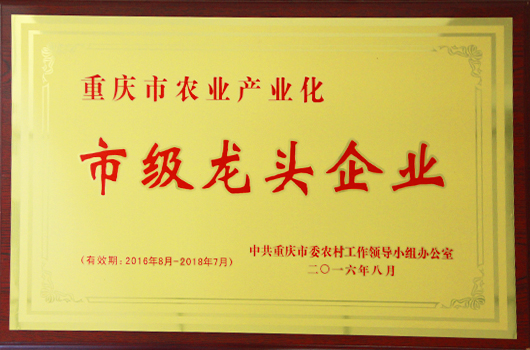 重庆市农业产业化
市级龙头企业
(有效期:2016年8月-2018年7月)
中共重庆市委农村工作领导小组办公室
二〇一六年八月